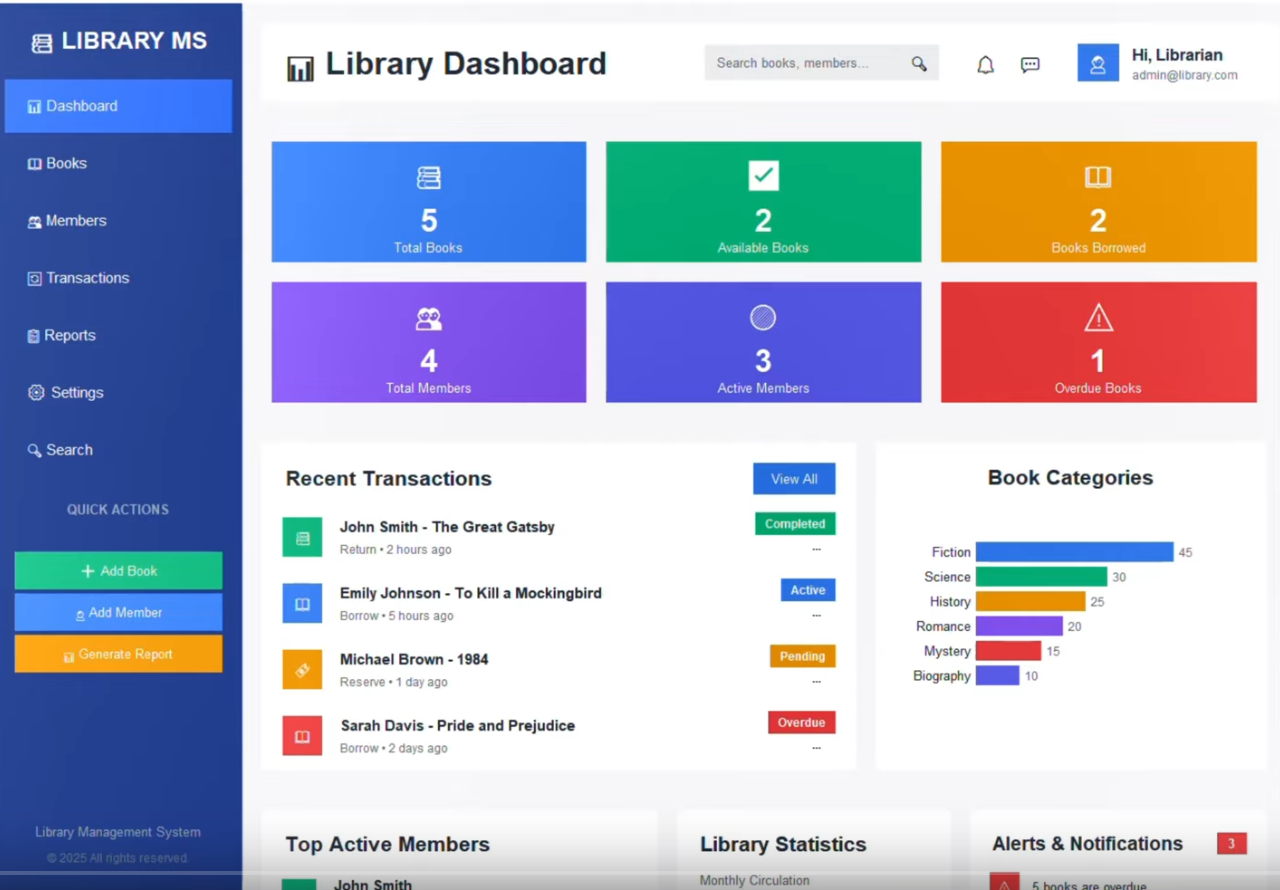 LIBRARY MS
Dashboard
Books
Members
Transactions
Reports
Settings
Search
QUICK ACTIONS
+ Add Book
Add Member
Generate Report
Library Management System
© 2025 All rights reserved.
Library Dashboard
Search books, members...
Hi, Librarian
admin@library.com
5
Total Books
2
Available Books
2
Books Borrowed
4
Total Members
3
Active Members
1
Overdue Books
Recent Transactions
View All
John Smith - The Great Gatsby
Return • 2 hours ago
Completed
...
Emily Johnson - To Kill a Mockingbird
Borrow • 5 hours ago
Active
...
Michael Brown - 1984
Reserve • 1 day ago
Pending
...
Sarah Davis - Pride and Prejudice
Borrow • 2 days ago
Overdue
...
Book Categories
Fiction 45
Science 30
History 25
Romance 20
Mystery 15
Biography 10
Top Active Members
John Smith
Library Statistics
Monthly Circulation
Alerts & Notifications
3
5 books are overdue